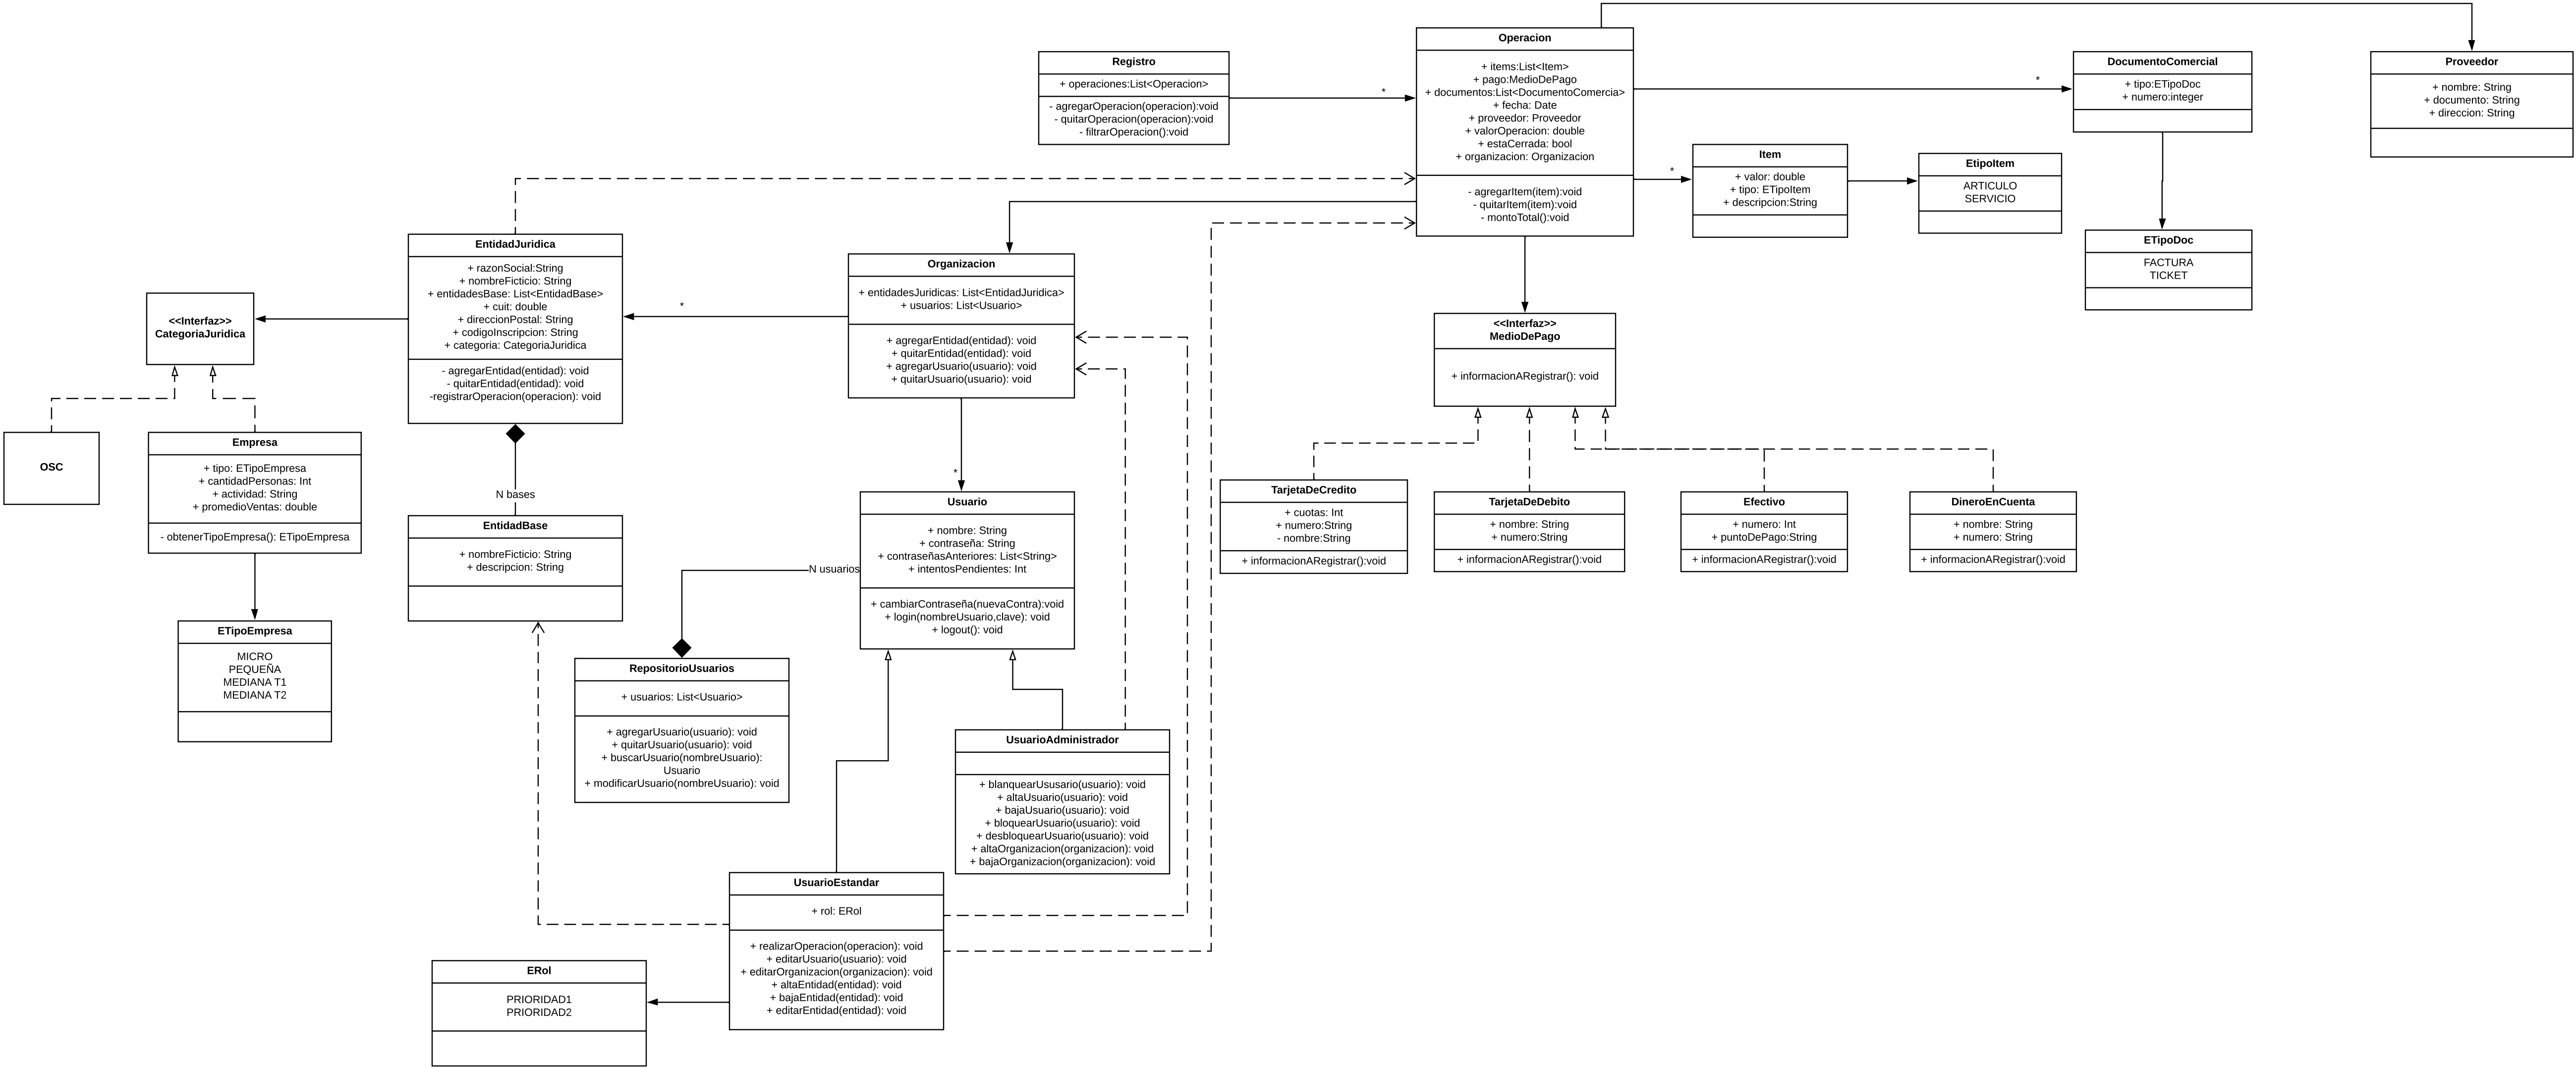 Operacion
+ items:List<Item>
+ pago:MedioDePago
+ documentos:List<DocumentoComercia>
+ fecha: Date
+ proveedor: Proveedor
+ valorOperacion: double
+ estaCerrada: bool
+ organizacion: Organizacion
- agregarItem(item):void
- quitarItem(item):void
- montoTotal():void
Registro
+ operaciones:List<Operacion>
- agregarOperacion(operacion):void
- quitarOperacion(operacion):void
- filtrarOperacion():void
*
*
DocumentoComercial
+ tipo:ETipoDoc
+ numero:integer
Proveedor
+ nombre: String
+ documento: String
+ direccion: String
*
Item
+ valor: double
+ tipo: ETipoItem
+ descripcion:String
EtipoItem
ARTICULO
SERVICIO
ETipoDoc
FACTURA
TICKET
EntidadJuridica
+ razonSocial:String
+ nombreFicticio: String
+ entidadesBase: List<EntidadBase>
+ cuit: double
+ direccionPostal: String
+ codigoInscripcion: String
+ categoria: CategoriaJuridica
- agregarEntidad(entidad): void
- quitarEntidad(entidad): void
-registrarOperacion(operacion): void
*
Organizacion
+ entidadesJuridicas: List<EntidadJuridica>
+ usuarios: List<Usuario>
+ agregarEntidad(entidad): void
+ quitarEntidad(entidad): void
+ agregarUsuario(usuario): void
+ quitarUsuario(usuario): void
<<Interfaz>>
CategoriaJuridica
<<Interfaz>>
MedioDePago
+ informacionARegistrar(): void
OSC
Empresa
+ tipo: ETipoEmpresa
+ cantidadPersonas: Int
+ actividad: String
+ promedioVentas: double
- obtenerTipoEmpresa(): ETipoEmpresa
N bases
*
EntidadBase
+ nombreFicticio: String
+ descripcion: String
Usuario
+ nombre: String
+ contraseña: String
+ contraseñasAnteriores: List<String>
+ intentosPendientes: Int
+ cambiarContraseña(nuevaContra):void
+ login(nombreUsuario,clave): void
+ logout(): void
N usuarios
TarjetaDeCredito
+ cuotas: Int
+ numero:String
- nombre:String
+ informacionARegistrar():void
TarjetaDeDebito
+ nombre: String
+ numero:String
+ informacionARegistrar():void
Efectivo
+ numero: Int
+ puntoDePago:String
+ informacionARegistrar():void
DineroEnCuenta
+ nombre: String
+ numero: String
+ informacionARegistrar():void
ETipoEmpresa
MICRO
PEQUEÑA
MEDIANA T1
MEDIANA T2
RepositorioUsuarios
+ usuarios: List<Usuario>
+ agregarUsuario(usuario): void
+ quitarUsuario(usuario): void
+ buscarUsuario(nombreUsuario):
Usuario
+ modificarUsuario(nombreUsuario): void
UsuarioAdministrador
+ blanquearUsusario(usuario): void
+ altaUsuario(usuario): void
+ bajaUsuario(usuario): void
+ bloquearUsuario(usuario): void
+ desbloquearUsuario(usuario): void
+ altaOrganizacion(organizacion): void
+ bajaOrganizacion(organizacion): void
UsuarioEstandar
+ rol: ERol
+ realizarOperacion(operacion): void
+ editarUsuario(usuario): void
+ editarOrganizacion(organizacion): void
+ altaEntidad(entidad): void
+ bajaEntidad(entidad): void
+ editarEntidad(entidad): void
ERol
PRIORIDAD1
PRIORIDAD2